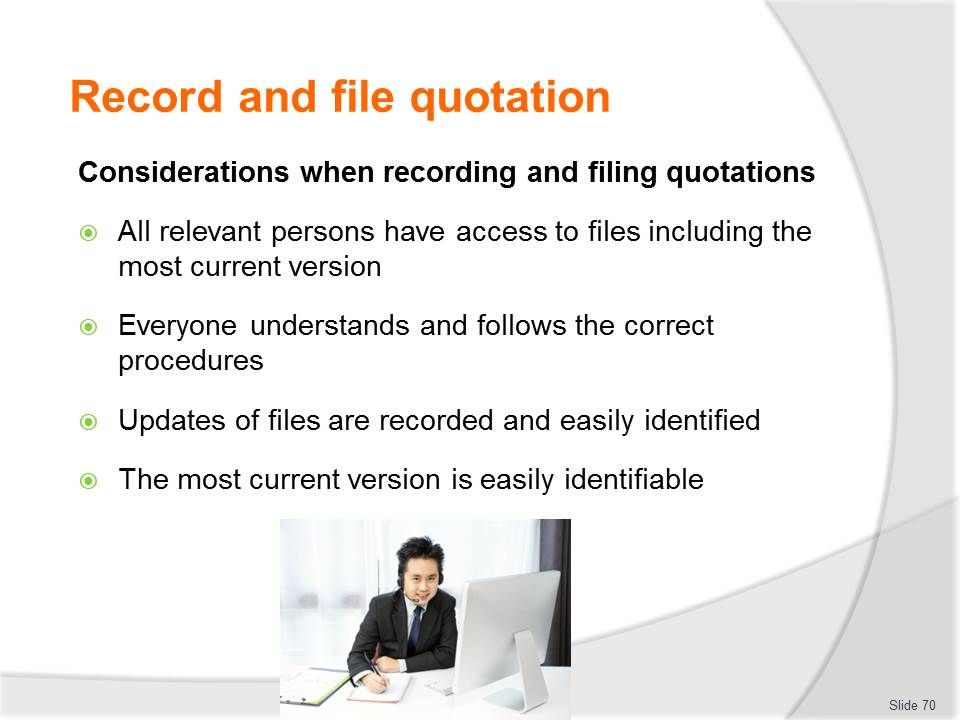 Record and file quotation
Considerations when recording and filing quotations
All relevant persons have access to files including the
most current version
Everyone understands and follows the correct
procedures
Updates of files are recorded and easily identified
The most current version is easily identifiable
Slide 70